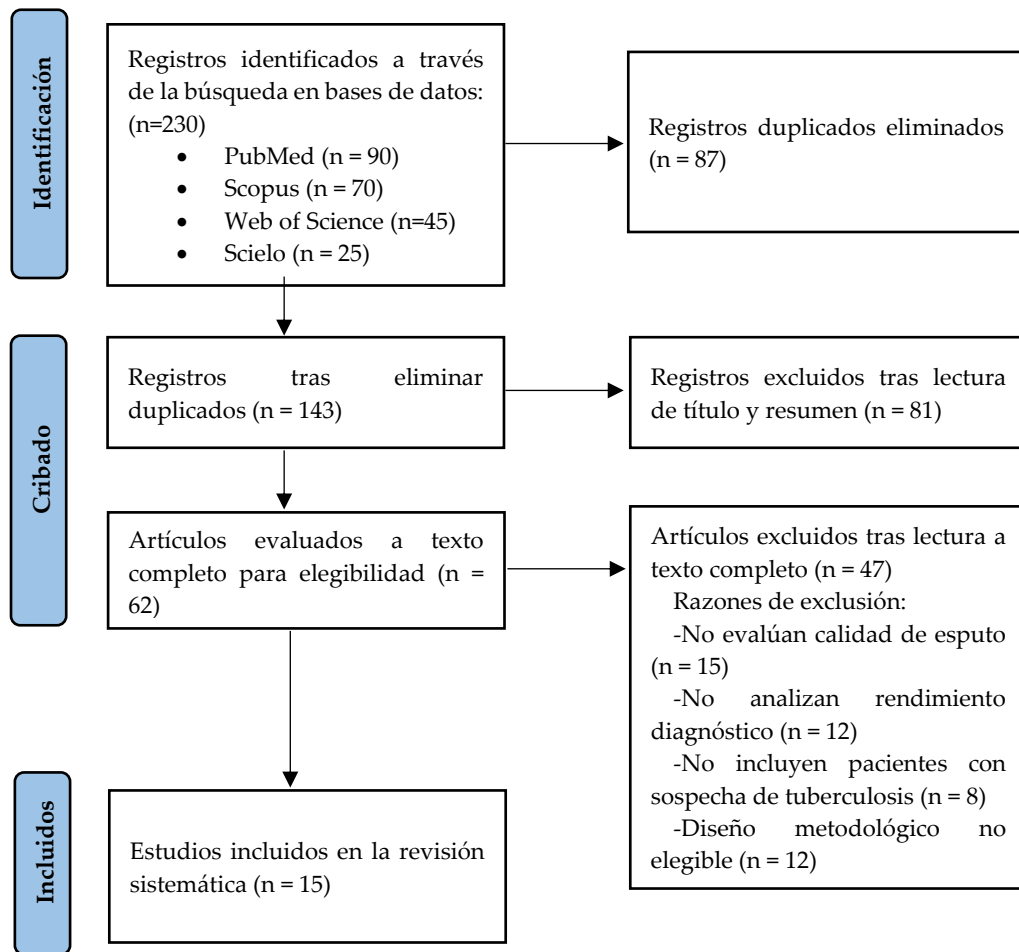 Identificación
Registros identificados a través
de la búsqueda en bases de datos:
(n=230)
• PubMed (n = 90)
• Scopus (n = 70)
• Web of Science (n=45)
• Scielo (n = 25)
Registros duplicados eliminados
(n = 87)
Cribado
Registros tras eliminar
duplicados (n = 143)
Registros excluidos tras lectura
de título y resumen (n = 81)
Artículos evaluados a texto
completo para elegibilidad (n =
62)
Artículos excluidos tras lectura a
texto completo (n = 47)
Razones de exclusión:
-No evalúan calidad de esputo
(n = 15)
-No analizan rendimiento
diagnóstico (n = 12)
-No incluyen pacientes con
sospecha de tuberculosis (n = 8)
-Diseño metodológico no
elegible (n = 12)
Incluidos
Estudios incluidos en la revisión
sistemática (n = 15)